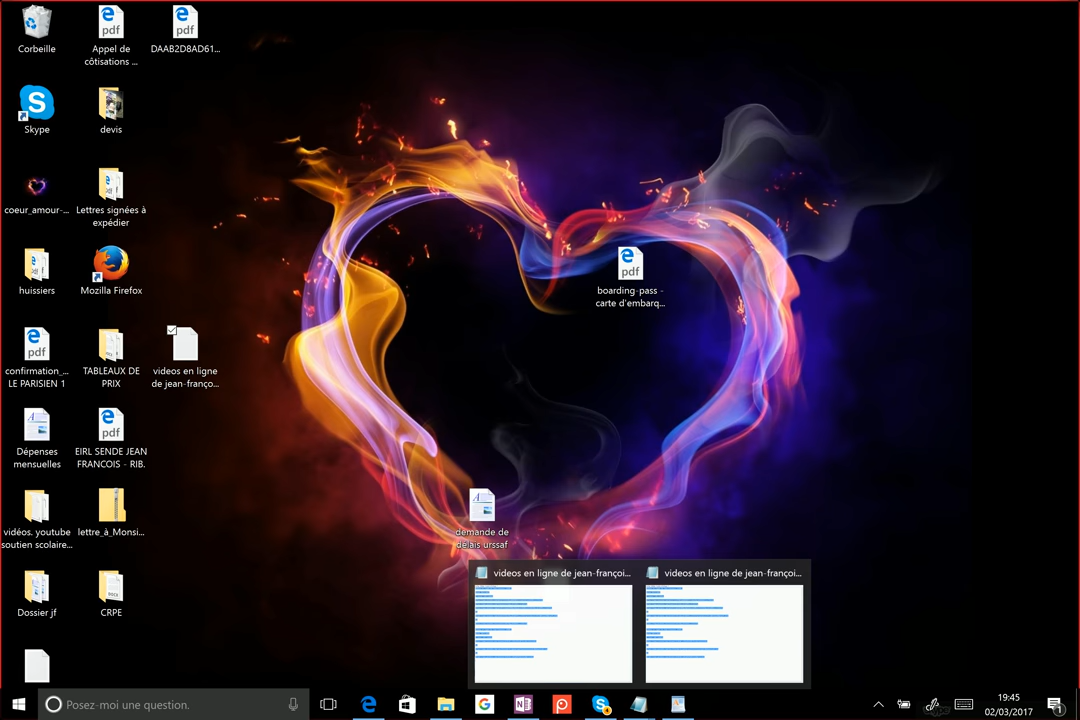 Corbeille
Appel de
côtisations ...
DAAB2D8AD61...
Skype
devis
coeur_amour-...
Lettres signées à
expédier
huissiers
Mozilla Firefox
boarding-pass -
carte d'embarq...
confirmation_...
LE PARISIEN 1
TABLEAUX DE
PRIX
videos en ligne
de jean-franço...
Dépenses
mensuelles
EIRL SENDE JEAN
FRANCOIS - RIB.
vidéos. youtube
soutien scolaire...
lettre_à_Monsi...
demande de
délais urssaf
Dossier jf
CRPE
videos en ligne de jean-françoi...
videos en ligne de jean-françoi...
Posez-moi une question.
19:45
02/03/2017